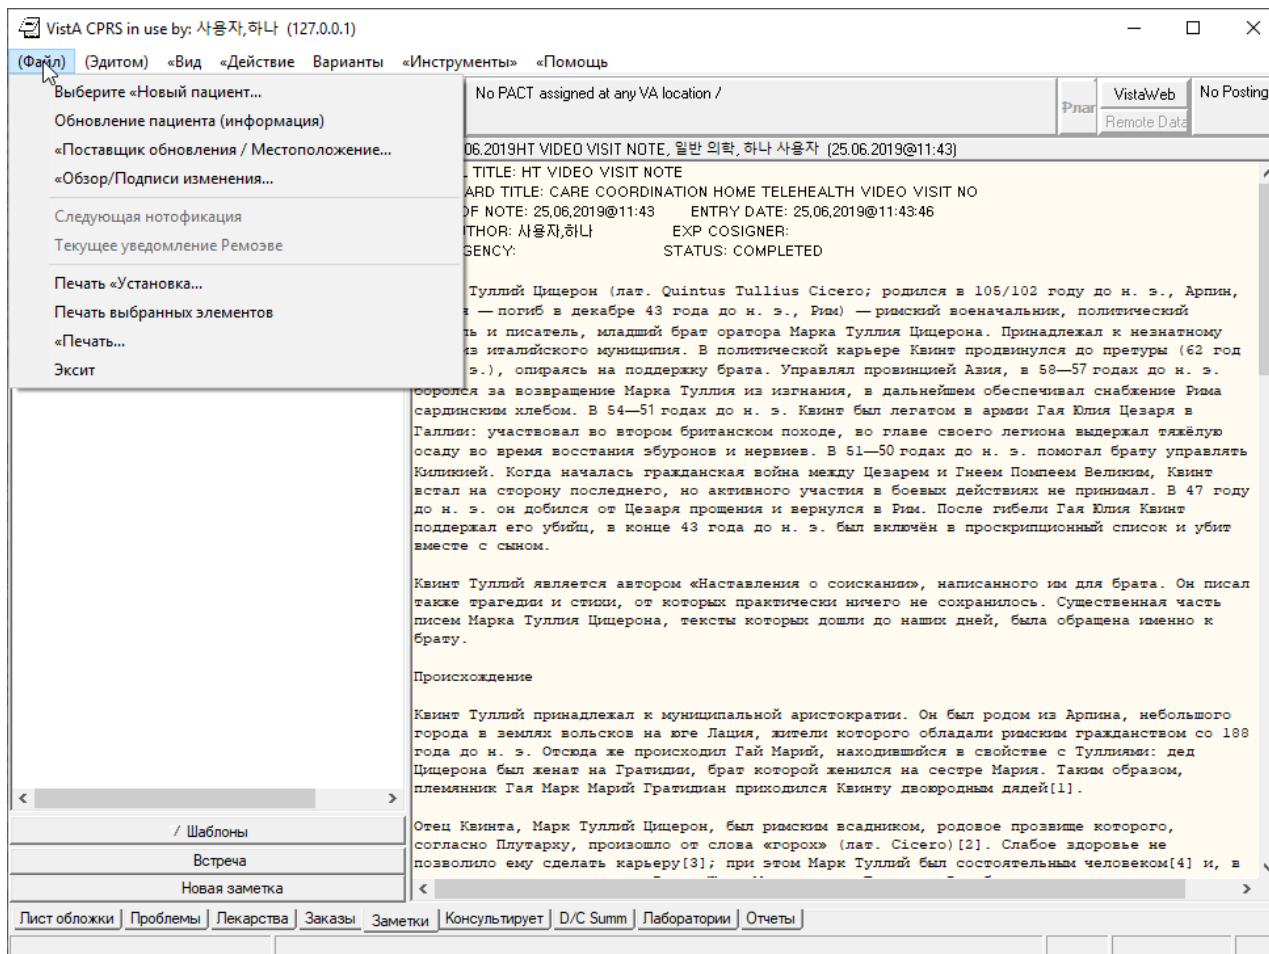 VistA CPRS in use by: 사용자,하나 (127.0.0.1)
(Файл) (Эдитом) «Вид «Действие Варианты «Инструменты» «Помощь
Выберите «Новый пациент...
Обновление пациента (информация)
«Поставщик обновления / Местоположение...
«Обзор/Подписи изменения...
Следующая нотофикация
Текущее уведомление Ремоэве
Печать «Установка...
Печать выбранных элементов
«Печать...
Эксит
No PACT assigned at any VA location /
VistaWeb
Remote Data
No Posting
06.2019HT VIDEO VISIT NOTE, 일반 의학, 하나 사용자 (25.06.2019@11:43)
TITLE: HT VIDEO VISIT NOTE
ARD TITLE: CARE COORDINATION HOME TELEHEALTH VIDEO VISIT NO
OF NOTE: 25,06,2019@11:43 ENTRY DATE: 25,06,2019@11:43:46
THOR: 사용자,하나 EXP COSIGNER:
GENCY: STATUS: COMPLETED
Туллий Цицерон (лат. Quintus Tullius Cicero; родился в 105/102 году до н. э., Арпин,
— погиб в декабре 43 года до н. э., Рим) — римский военачальник, политический
ь и писатель, младший брат оратора Марка Туллия Цицерона. Принадлежал к незнатному
из италийского муниципия. В политической карьере Квинт продвинулся до претуры (62 год
э.), опираясь на поддержку брата. Управлял провинцией Азия, в 58—57 годах до н. э.
боролся за возвращение Марка Туллия из изгнания, в дальнейшем обеспечивал снабжение Рима
сардинским хлебом. В 54—51 годах до н. э. Квинт был легатом в армии Гая Юлия Цезаря в
Галлии: участвовал во втором британском походе, во главе своего легиона выдержал тяжёлую
осаду во время восстания эбуронов и нервиев. В 51—50 годах до н. э. помогал брату управлять
Киликией. Когда началась гражданская война между Цезарем и Гнеем Помпеем Великим, Квинт
встал на сторону последнего, но активного участия в боевых действиях не принимал. В 47 году
до н. э. он добился от Цезаря прощения и вернулся в Рим. После гибели Гая Юлия Квинт
поддержал его убийц, в конце 43 года до н. э. был включён в проскрипционный список и убит
вместе с сыном.
Квинт Туллий является автором «Наставления о соискании», написанного им для брата. Он писал
также трагедии и стихи, от которых практически ничего не сохранилось. Существенная часть
писем Марка Туллия Цицерона, тексты которых дошли до наших дней, была обращена именно к
брату.
Происхождение
Квинт Туллий принадлежал к муниципальной аристократии. Он был родом из Арпина, небольшого
города в землях вольсков на юге Лация, жители которого обладали римским гражданством со 188
года до н. э. Отсюда же происходил Гай Марий, находившийся в свойстве с Туллиями: дед
Цицерона был женат на Гратидии, брат которой женился на сестре Мария. Таким образом,
племянник Гая Марк Марий Гратидиан приходился Квинту двоюродным дядей[1].
Отец Квинта, Марк Туллий Цицерон, был римским всадником, родовое прозвище которого,
согласно Плутарху, произошло от слова «горох» (лат. Cicero)[2]. Слабое здоровье не
позволило ему сделать карьеру[3]; при этом Марк Туллий был состоятельным человеком[4] и, в
/ Шаблоны
Встреча
Новая заметка
Лист обложки Проблемы Лекарства Заказы Заметки Консультирует D/C Summ Лаборатории Отчеты